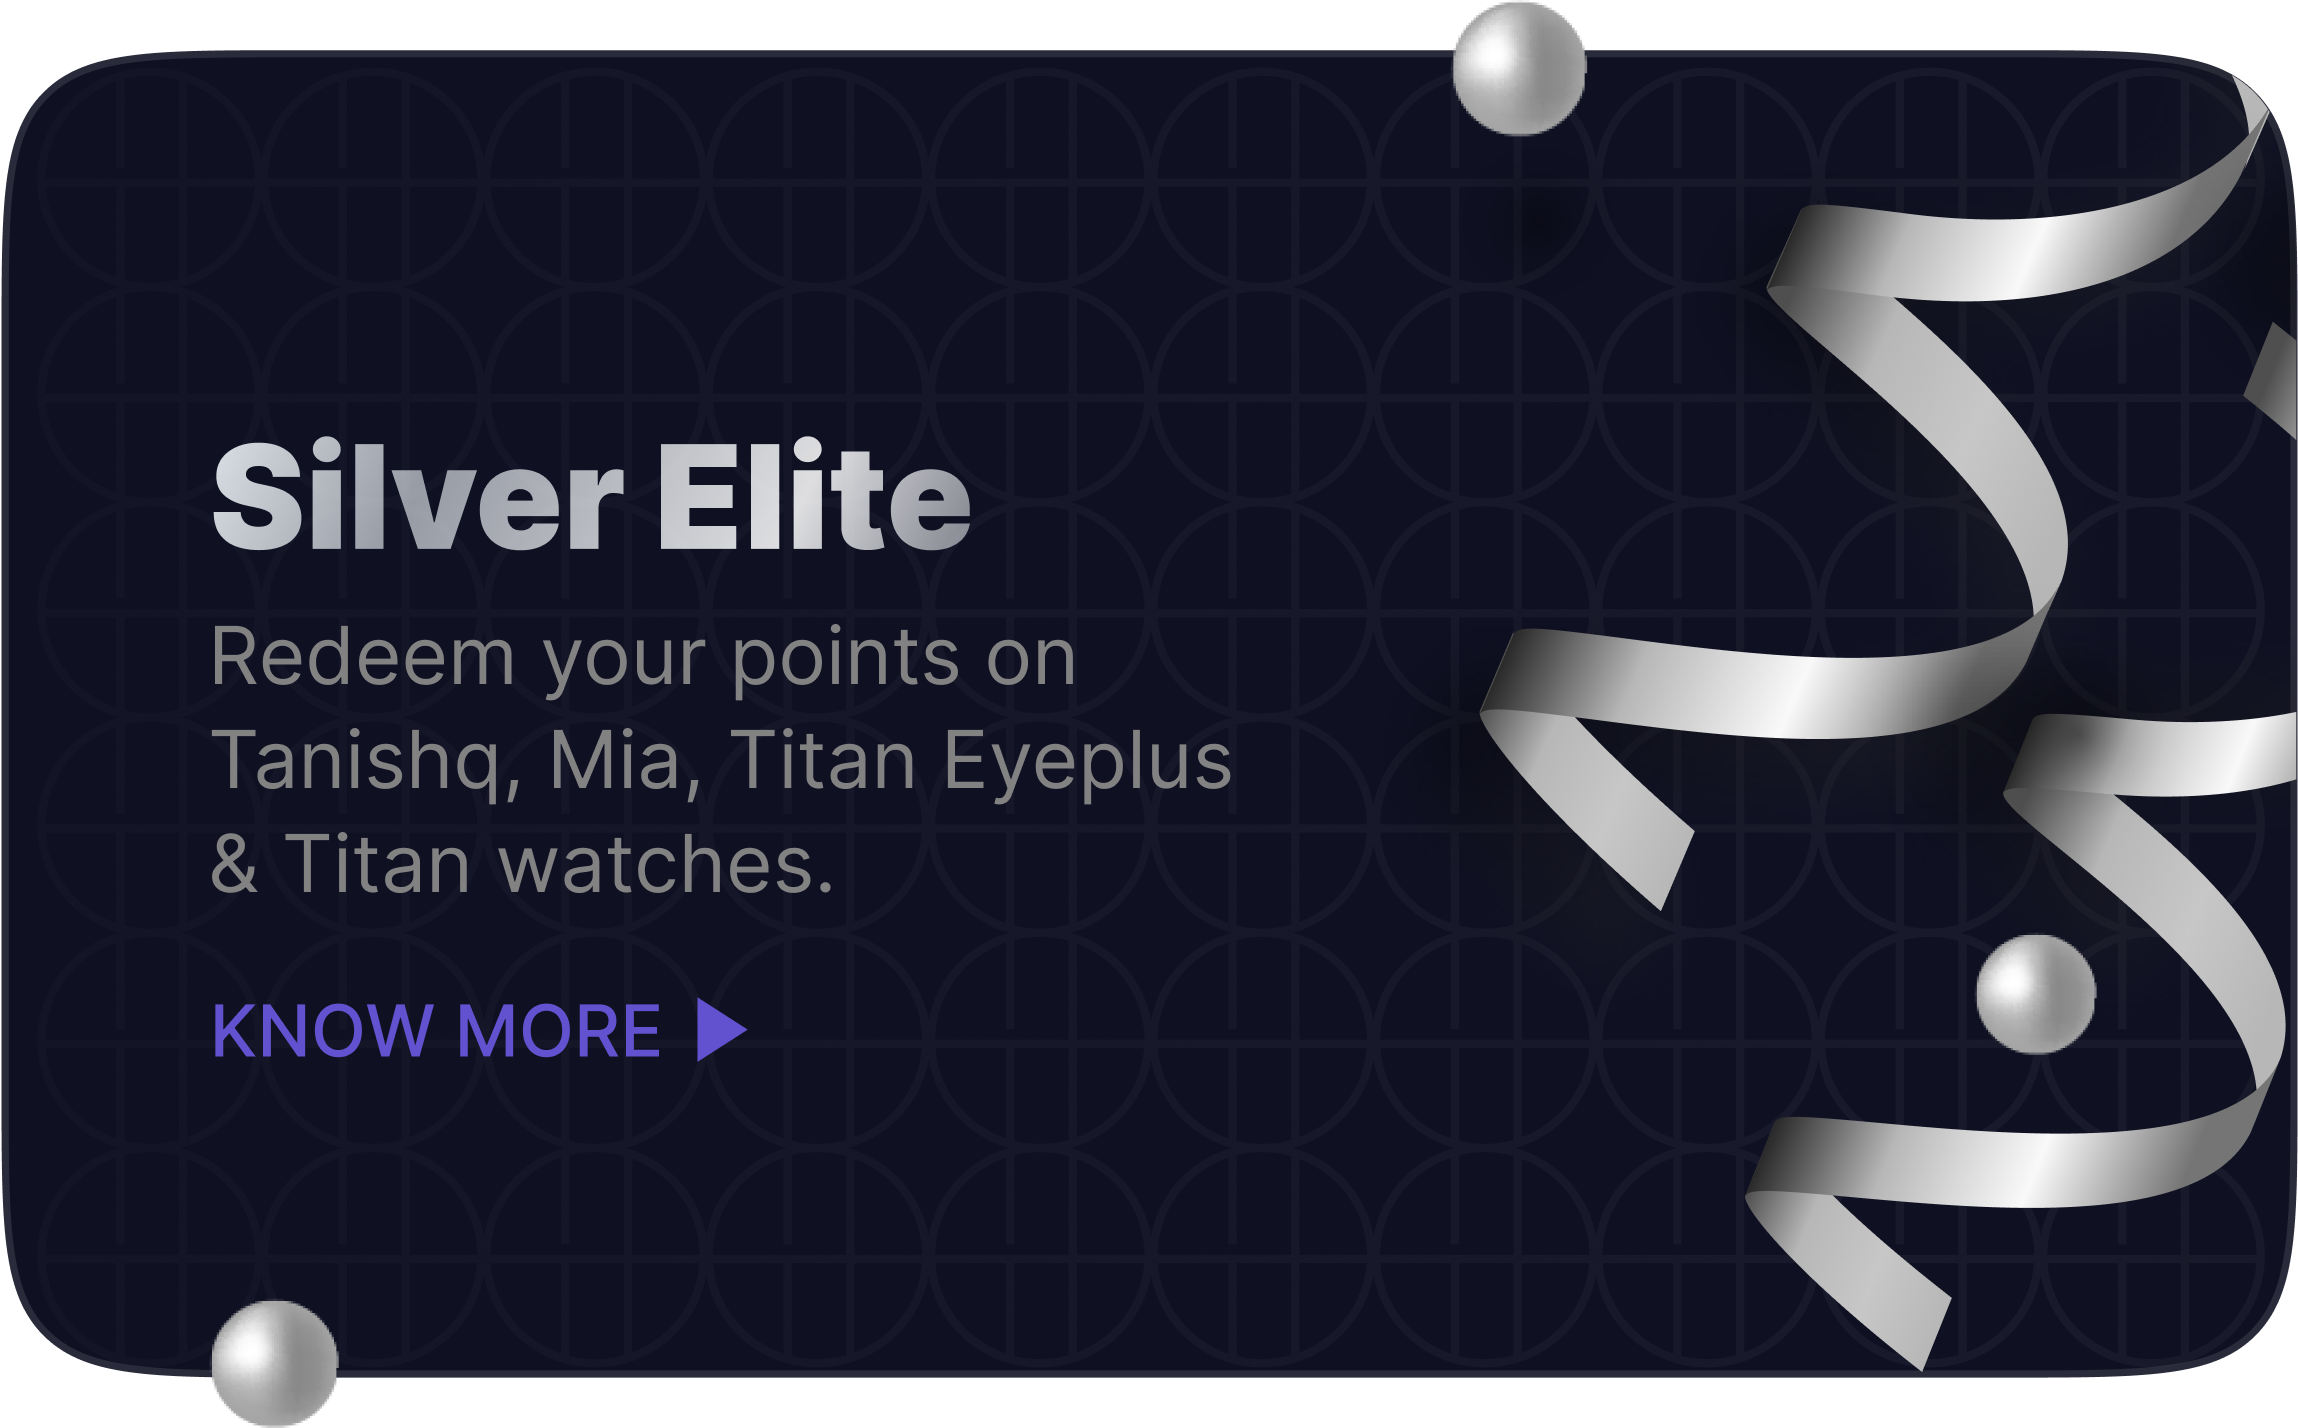 Silver Elite
Redeem your points on
Tanishq, Mia, Titan Eyeplus
& Titan watches.
KNOW MORE